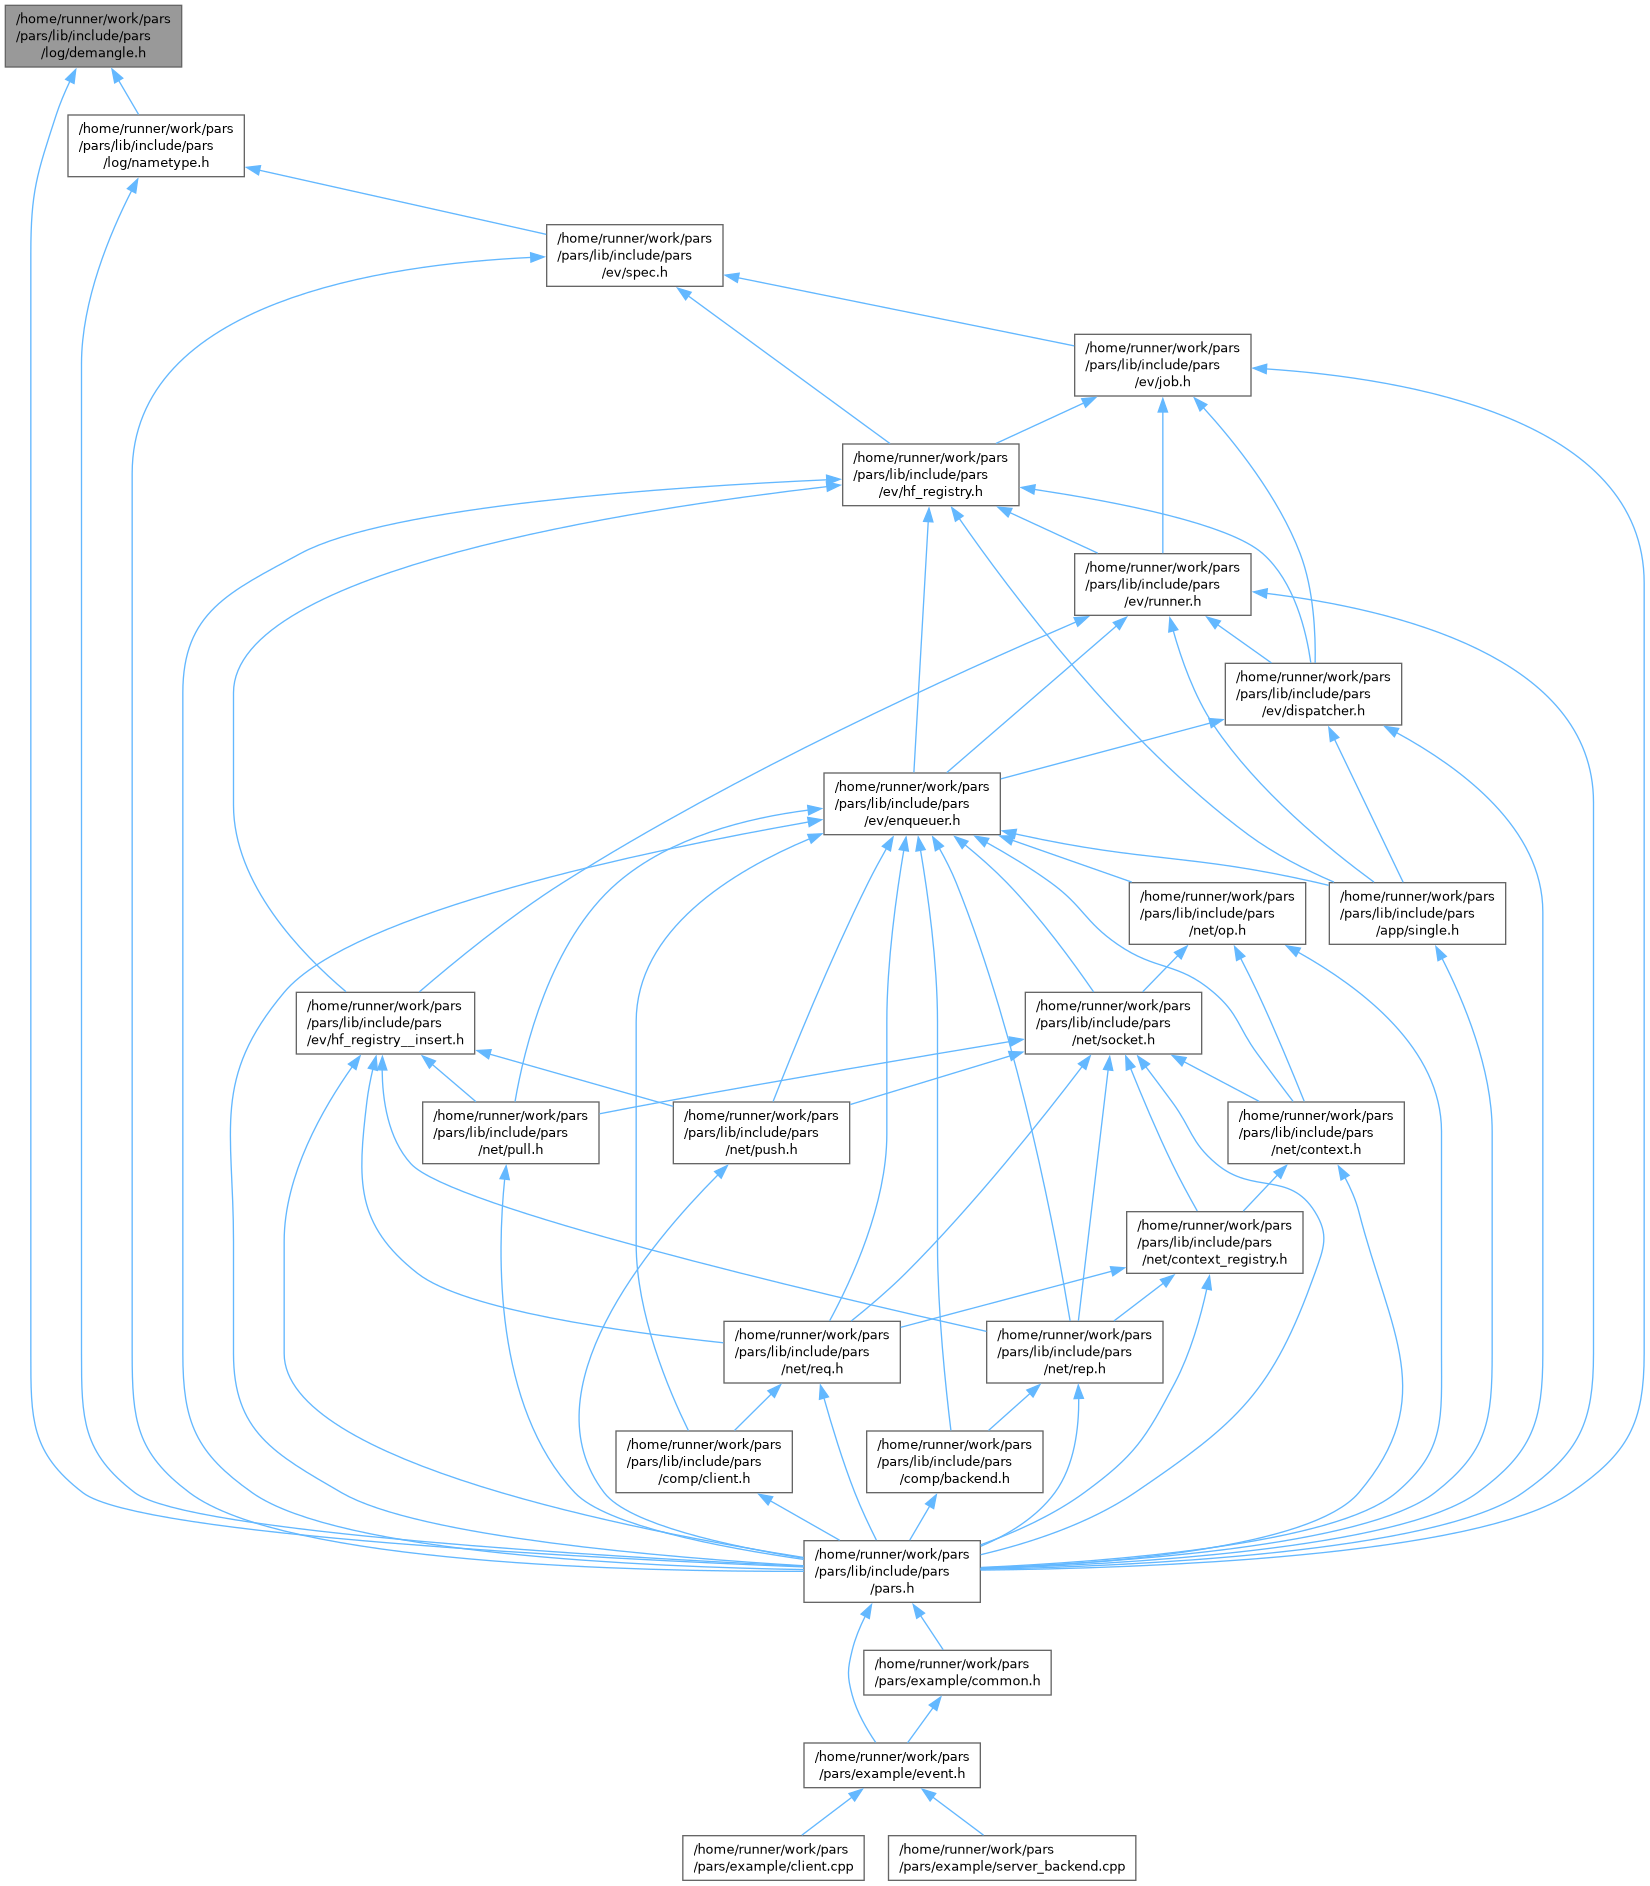 /home/runner/work/pars
/pars/lib/include/pars
/log/demangle.h
/home/runner/work/pars
/pars/lib/include/pars
/log/nametype.h
/home/runner/work/pars
/pars/lib/include/pars
/ev/spec.h
/home/runner/work/pars
/pars/lib/include/pars
/ev/job.h
/home/runner/work/pars
/pars/lib/include/pars
/ev/hf_registry.h
/home/runner/work/pars
/pars/lib/include/pars
/ev/runner.h
/home/runner/work/pars
/pars/lib/include/pars
/ev/dispatcher.h
/home/runner/work/pars
/pars/lib/include/pars
/ev/enqueuer.h
/home/runner/work/pars
/pars/lib/include/pars
/net/op.h
/home/runner/work/pars
/pars/lib/include/pars
/app/single.h
/home/runner/work/pars
/pars/lib/include/pars
/ev/hf_registry__insert.h
/home/runner/work/pars
/pars/lib/include/pars
/net/socket.h
/home/runner/work/pars
/pars/lib/include/pars
/net/pull.h
/home/runner/work/pars
/pars/lib/include/pars
/net/push.h
/home/runner/work/pars
/pars/lib/include/pars
/net/context.h
/home/runner/work/pars
/pars/lib/include/pars
/net/context_registry.h
/home/runner/work/pars
/pars/lib/include/pars
/net/req.h
/home/runner/work/pars
/pars/lib/include/pars
/net/rep.h
/home/runner/work/pars
/pars/lib/include/pars
/comp/client.h
/home/runner/work/pars
/pars/lib/include/pars
/comp/backend.h
/home/runner/work/pars
/pars/lib/include/pars
/pars.h
/home/runner/work/pars
/pars/example/common.h
/home/runner/work/pars
/pars/example/event.h
/home/runner/work/pars
/pars/example/client.cpp
/home/runner/work/pars
/pars/example/server_backend.cpp